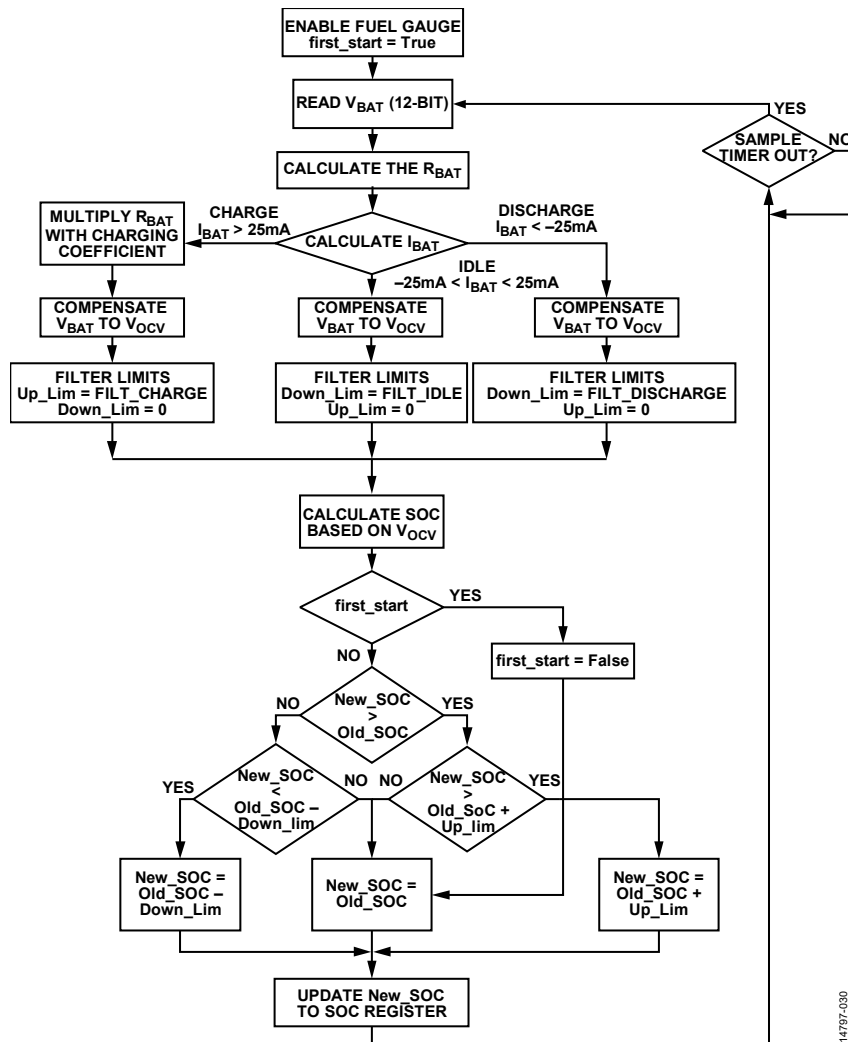 ENABLE FUEL GAUGE
first_start = True
READ VBAT (12-BIT)
YES
SAMPLE
TIMER OUT?
NO
CALCULATE THE RBAT
MULTIPLY RBAT
WITH CHARGING
COEFFICIENT
CHARGE
IBAT > 25mA
CALCULATE IBAT
DISCHARGE
IBAT < –25mA
IDLE
–25mA < IBAT < 25mA
COMPENSATE
VBAT TO VOCV
COMPENSATE
VBAT TO VOCV
COMPENSATE
VBAT TO VOCV
FILTER LIMITS
Up_Lim = FILT_CHARGE
Down_Lim = 0
FILTER LIMITS
Down_Lim = FILT_IDLE
Up_Lim = 0
FILTER LIMITS
Down_Lim = FILT_DISCHARGE
Up_Lim = 0
CALCULATE SOC
BASED ON VOCV
first_start
YES
NO
first_start = False
NO
New_SOC
>
Old_SOC
YES
YES
New_SOC
<
Old_SOC –
Down_lim
NO
NO
New_SOC
>
Old_SoC +
Up_lim
YES
New_SOC =
Old_SOC –
Down_Lim
New_SOC =
Old_SOC
New_SOC =
Old_SOC +
Up_Lim
UPDATE New_SOC
TO SOC REGISTER
14797-030